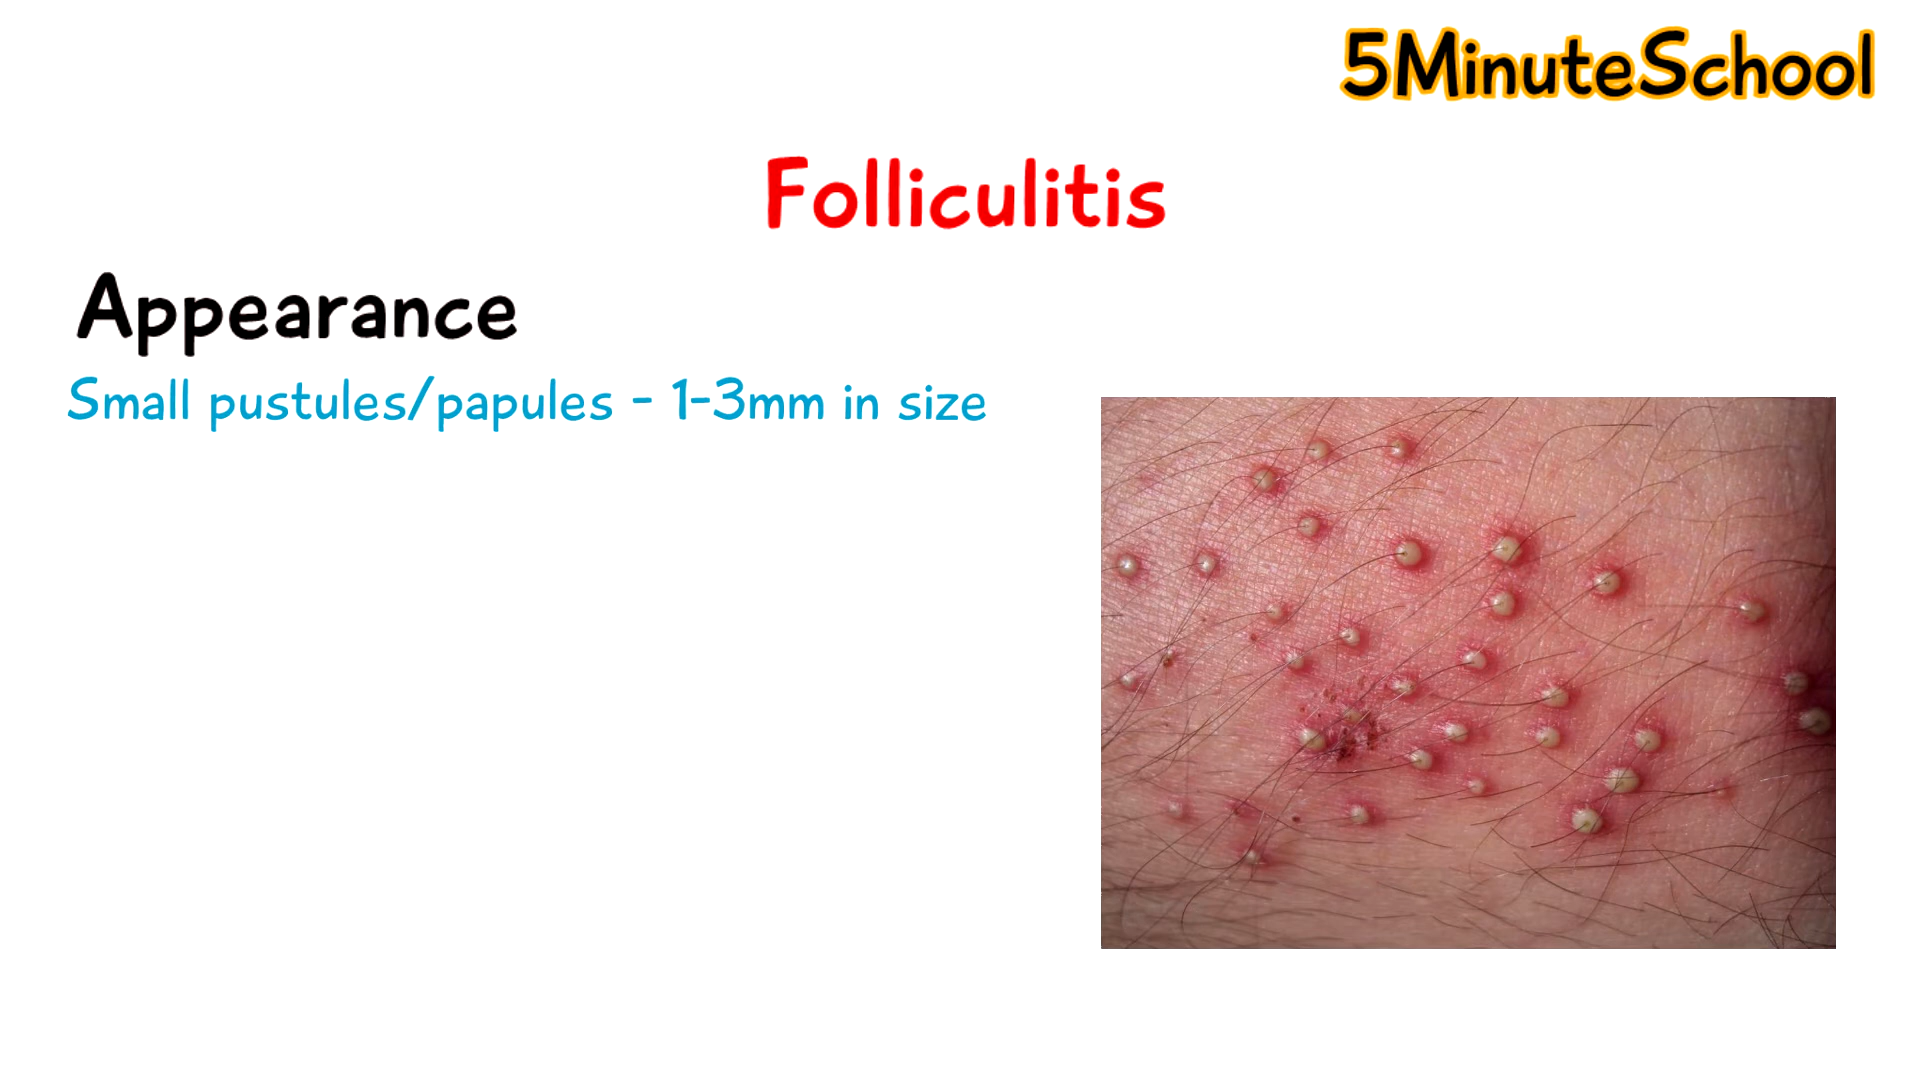 5MinuteSchool
Folliculitis
Appearance
Small pustules/papules - 1-3mm in size